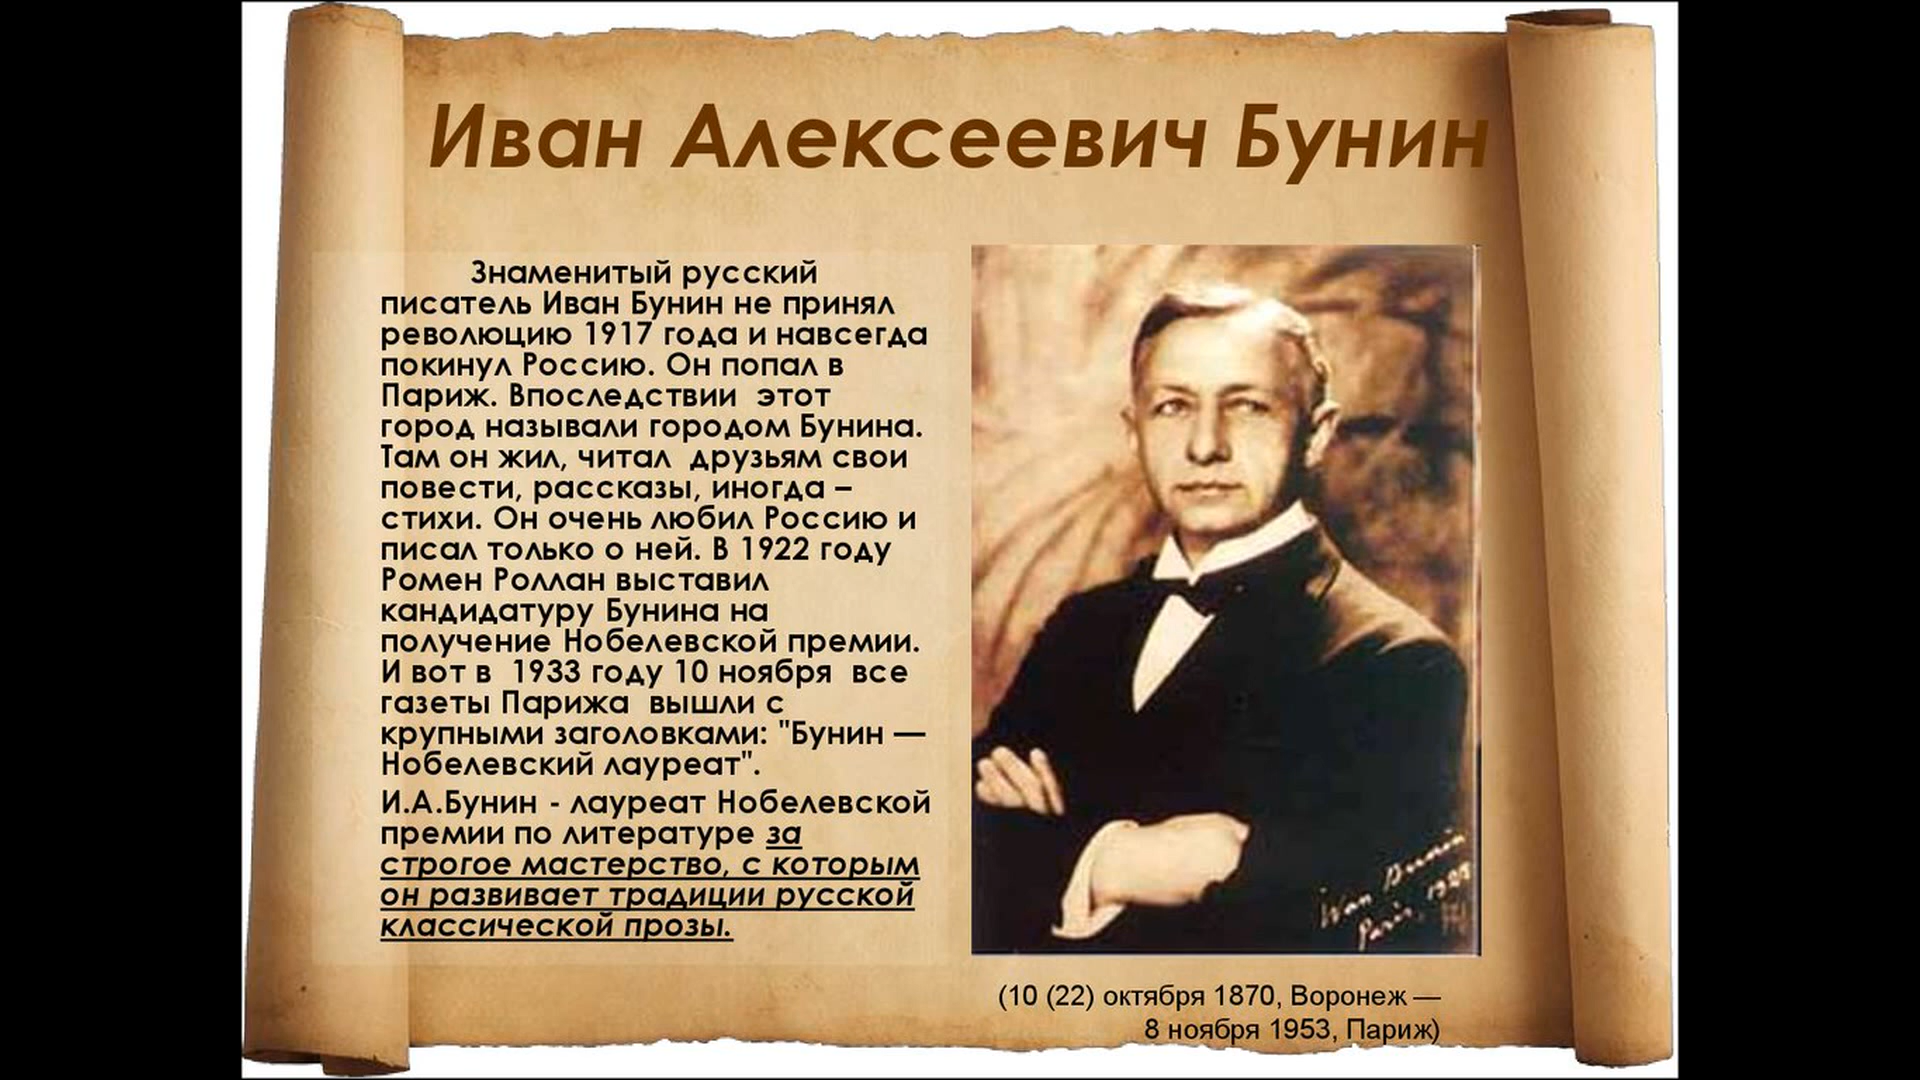 Иван Алексеевич Бунин
Знаменитый русский
писатель Иван Бунин не принял
революцию 1917 года и навсегда
покинул Россию. Он попал в
Париж. Впоследствии этот
город называли городом Бунина.
Там он жил, читал друзьям свои
повести, рассказы, иногда –
стихи. Он очень любил Россию и
писал только о ней. В 1922 году
Ромен Роллан выставил
кандидатуру Бунина на
получение Нобелевской премии.
И вот в 1933 году 10 ноября все
газеты Парижа вышли с
крупными заголовками: "Бунин —
Нобелевский лауреат".
И.А.Бунин - лауреат Нобелевской
премии по литературе за
строгое мастерство, с которым
он развивает традиции русской
классической прозы.
Ivan Bunin
Paris,
(10 (22) октября 1870, Воронеж —
8 ноября 1953, Париж)